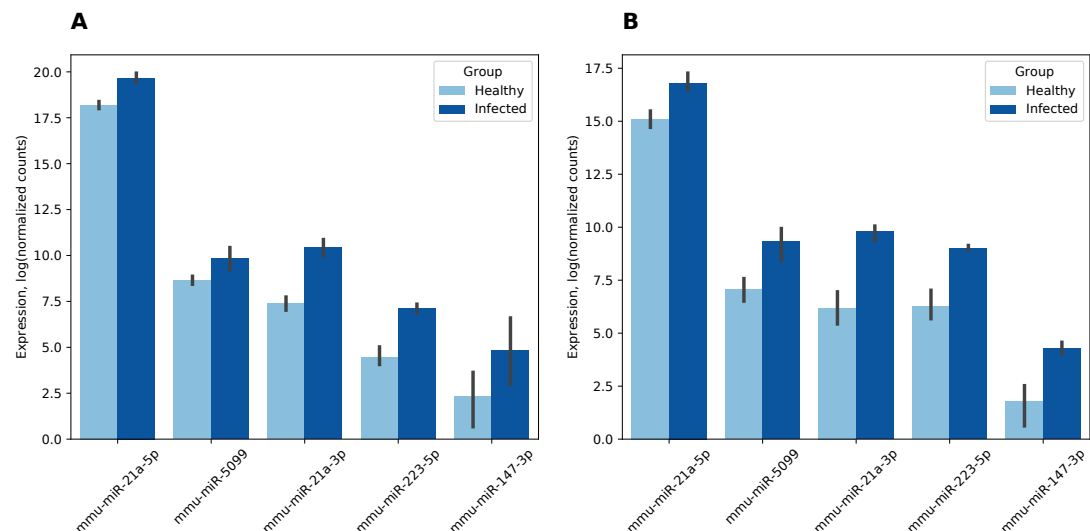 A
Expression, log(normalized counts)
20.0
17.5
15.0
12.5
10.0
7.5
5.0
2.5
0.0
Group
Healthy
Infected
mmu-miR-21a-5p
mmu-miR-5099
mmu-miR-21a-3p
mmu-miR-223-5p
mmu-miR-147-3p
B
Expression, log(normalized counts)
17.5
15.0
12.5
10.0
7.5
5.0
2.5
0.0
Group
Healthy
Infected
mmu-miR-21a-5p
mmu-miR-5099
mmu-miR-21a-3p
mmu-miR-223-5p
mmu-miR-147-3p